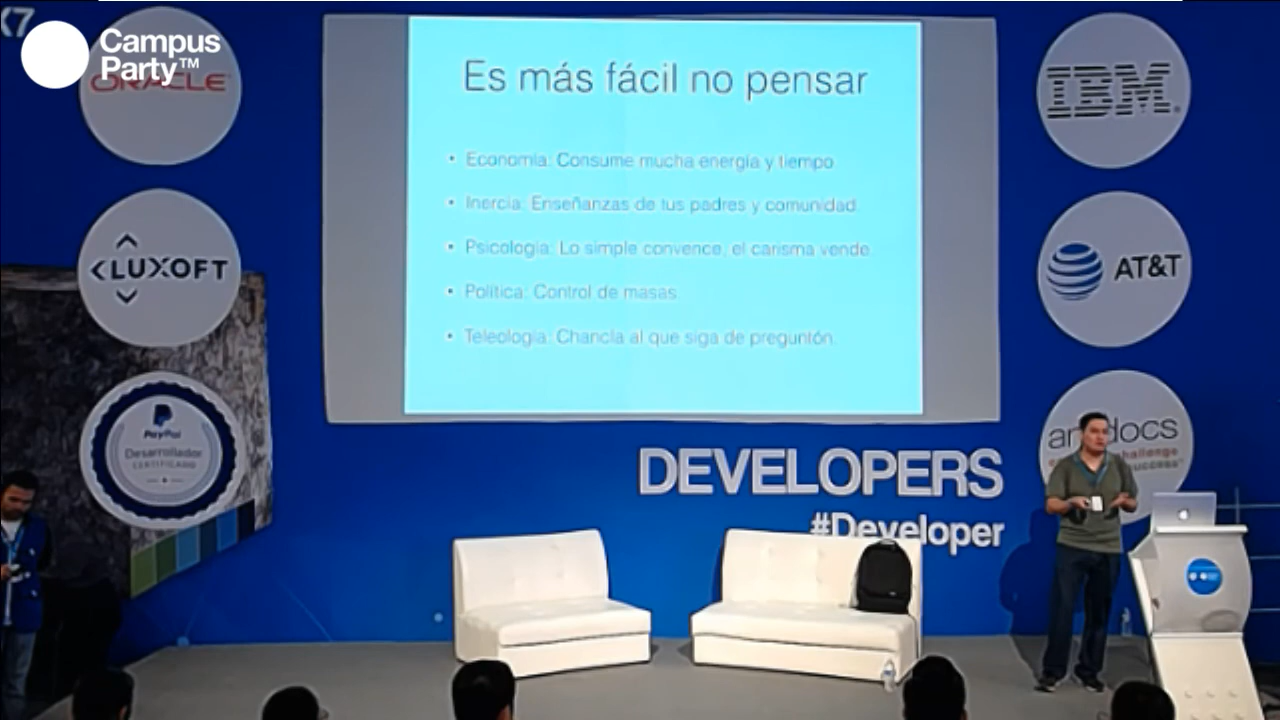 Campus
Party™
ORACLE
LUXOFT
PayPal
Desarrollador
CERTIFICADO
Es más fácil no pensar
• Economía: Consume mucha energía y tiempo
• Inercia: Enseñanzas de tus padres y comunidad.
• Psicología: Lo simple convence, el carisma vende.
• Política: Control de masas
• Teleología: Chancla al que siga de preguntón.
DEVELOPERS
#Developer
IBM
AT&T